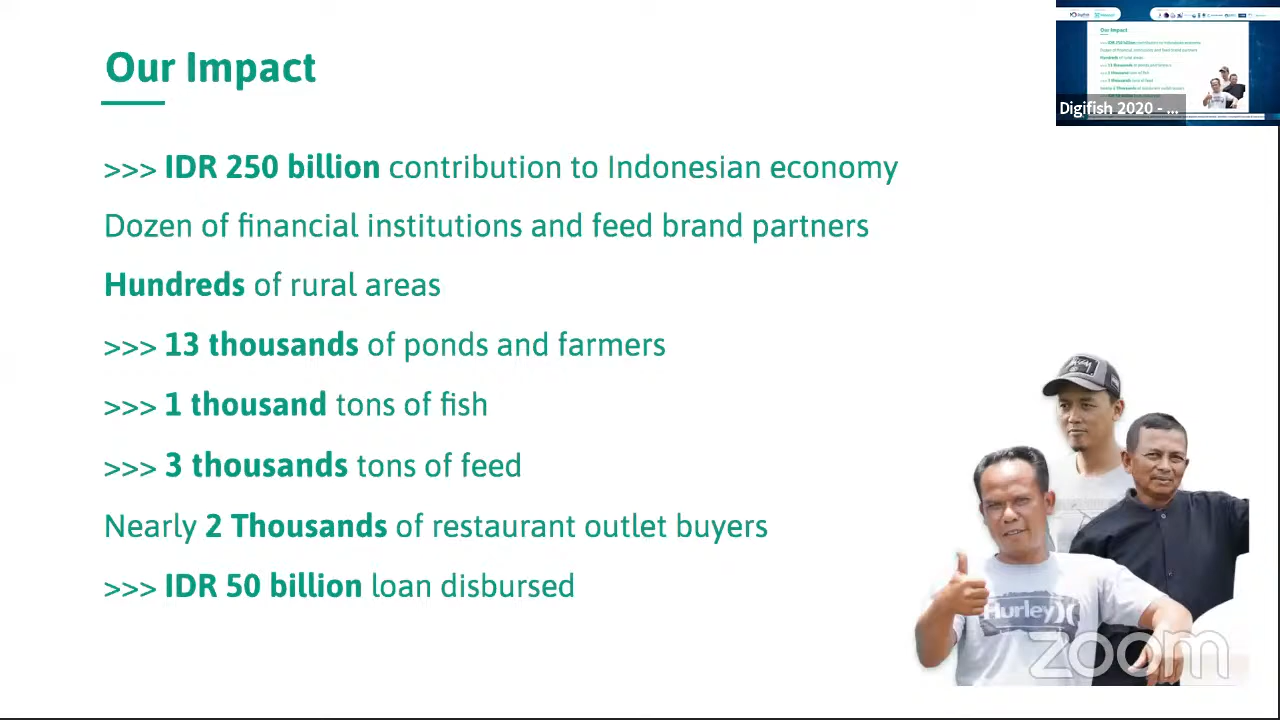 Our Impact
>>> IDR 250 billion contribution to Indonesian economy
Dozen of financial institutions and feed brand partners
Hundreds of rural areas
>>> 13 thousands of ponds and farmers
>>> 1 thousand tons of fish
>>> 3 thousands tons of feed
Nearly 2 Thousands of restaurant outlet buyers
>>> IDR 50 billion loan disbursed
Digifish 2020 - ...
Hurley
zoom